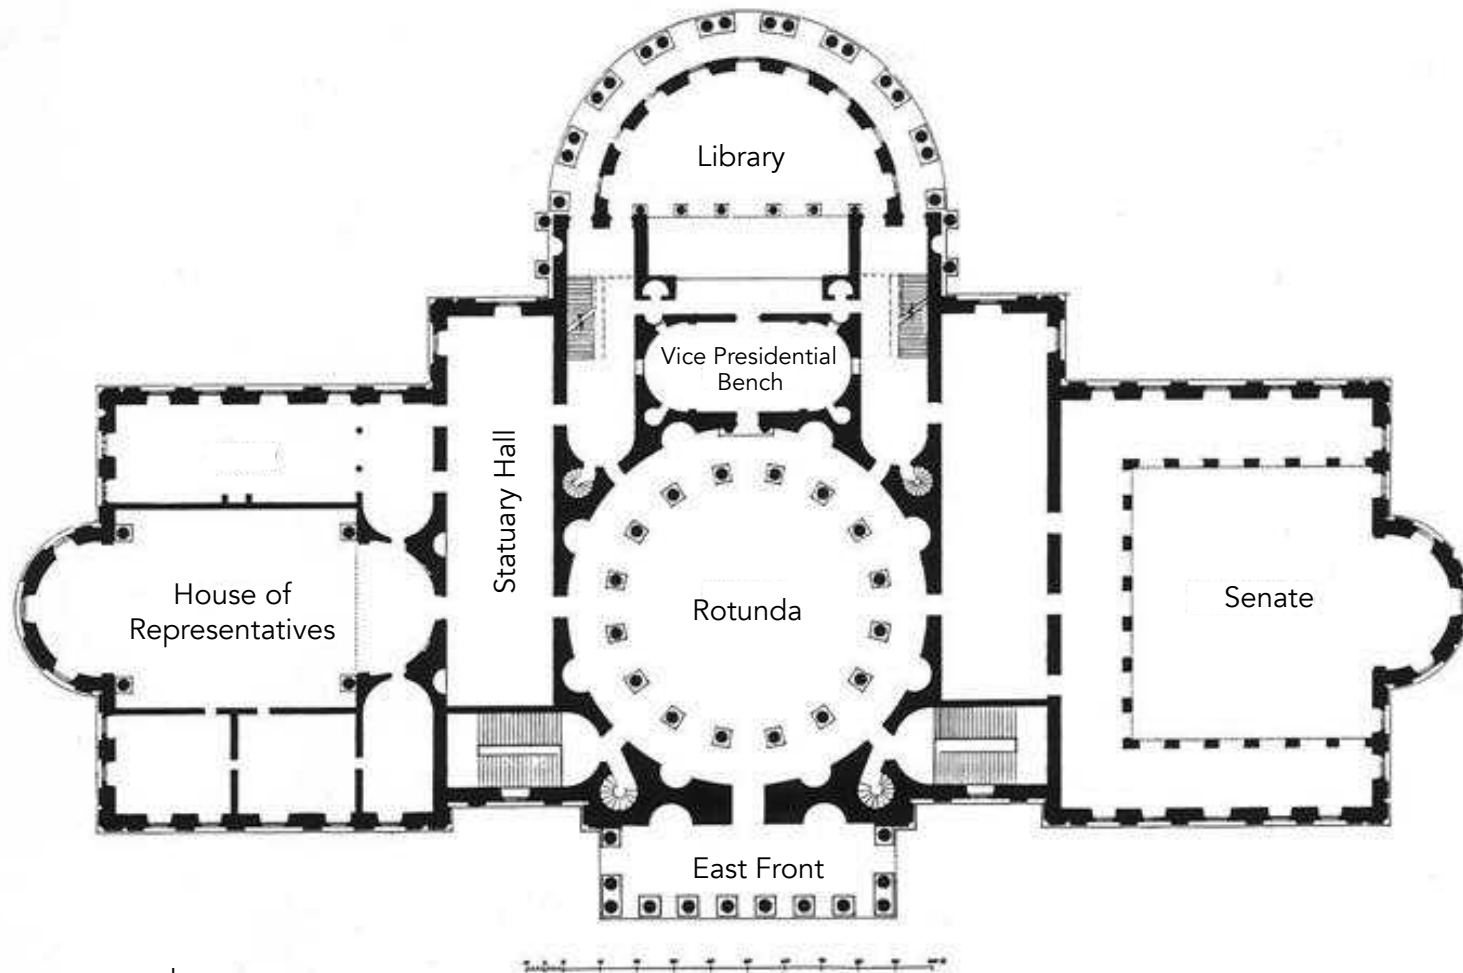 Library
Vice Presidential
Bench
Statuary Hall
House of
Representatives
Rotunda
Senate
East Front